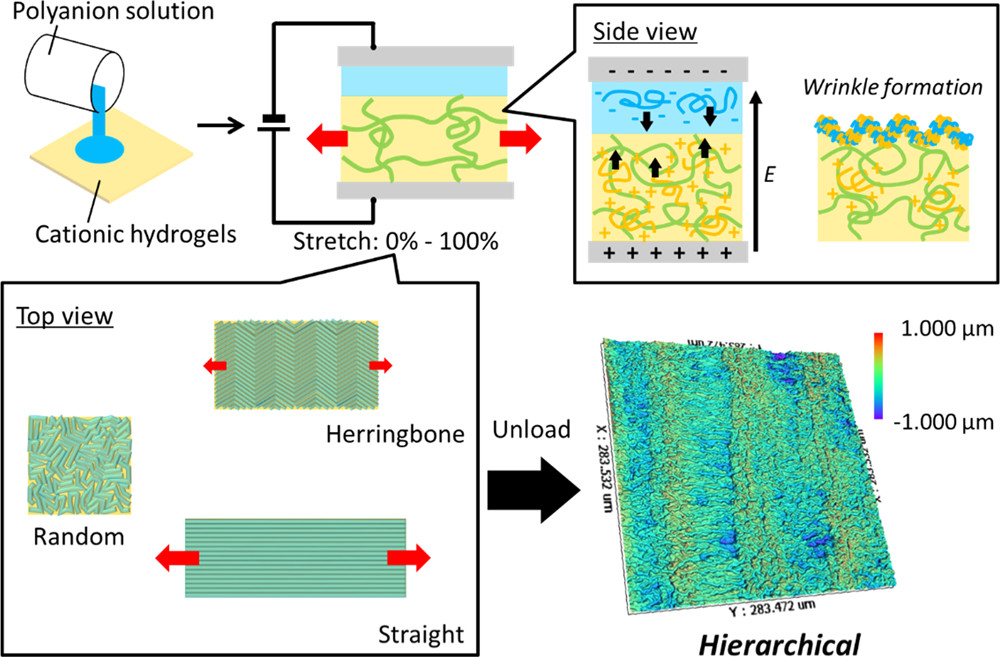 Polyanion solution
Cationic hydrogels
Stretch: 0% - 100%
Side view
- - - - - - -
E
+ + + + + +
Wrinkle formation
Top view
Herringbone
Random
Straight
Unload
1.000 µm
-1.000 µm
X : 283.532 um
Y : 283.472 um
Hierarchical